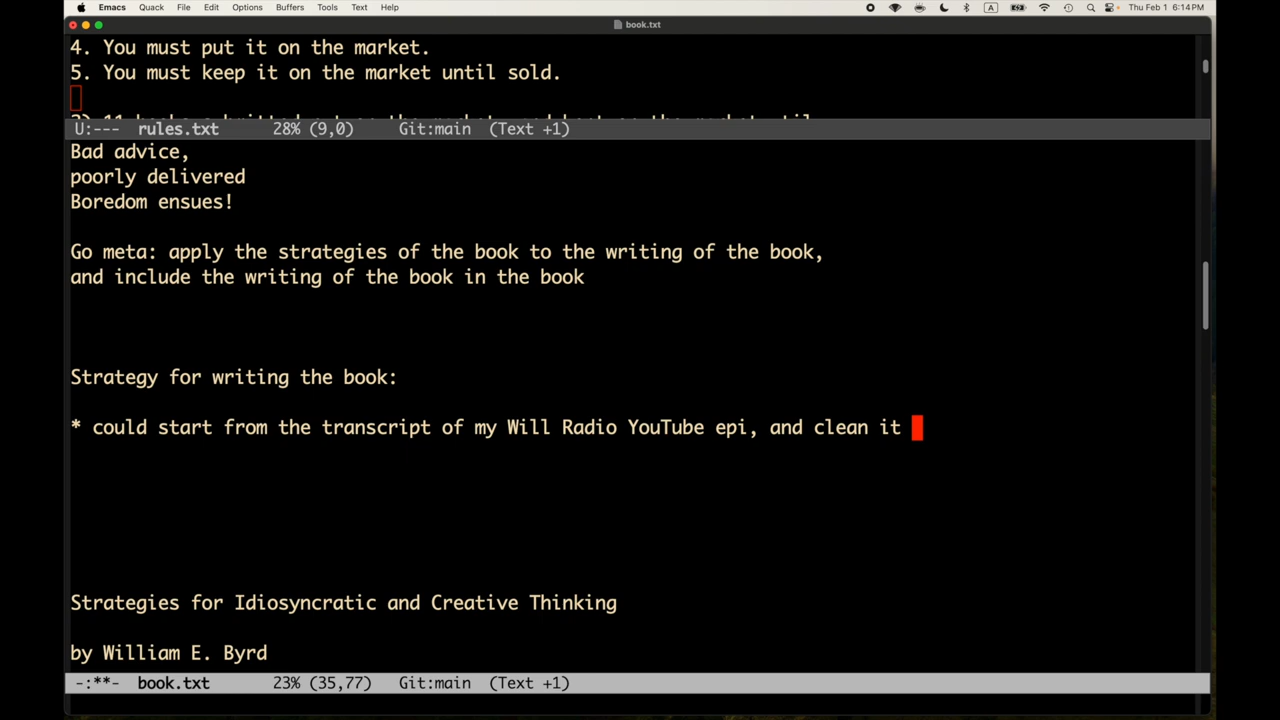 Emacs Quack File Edit Options Buffers Tools Text Help A Thu Feb 1 6:14 PM
book.txt
4. You must put it on the market.
5. You must keep it on the market until sold.
U:--- rules.txt 28% (9,0) Git:main (Text +1)
Bad advice,
poorly delivered
Boredom ensues!
Go meta: apply the strategies of the book to the writing of the book,
and include the writing of the book in the book
Strategy for writing the book:
* could start from the transcript of my Will Radio YouTube epi, and clean it
Strategies for Idiosyncratic and Creative Thinking
by William E. Byrd
-:**- book.txt 23% (35,77) Git:main (Text +1)